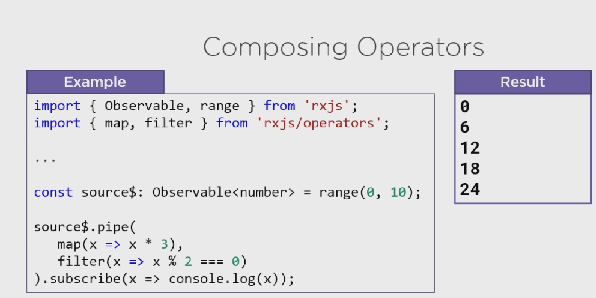 Composing Operators
Example
import { Observable, range } from 'rxjs';
import { map, filter } from 'rxjs/operators';
...
const source$: Observable<number> = range(0, 10);
source$.pipe(
map(x => x * 3),
filter(x => x % 2 === 0)
).subscribe(x => console.log(x));
Result
0
6
12
18
24